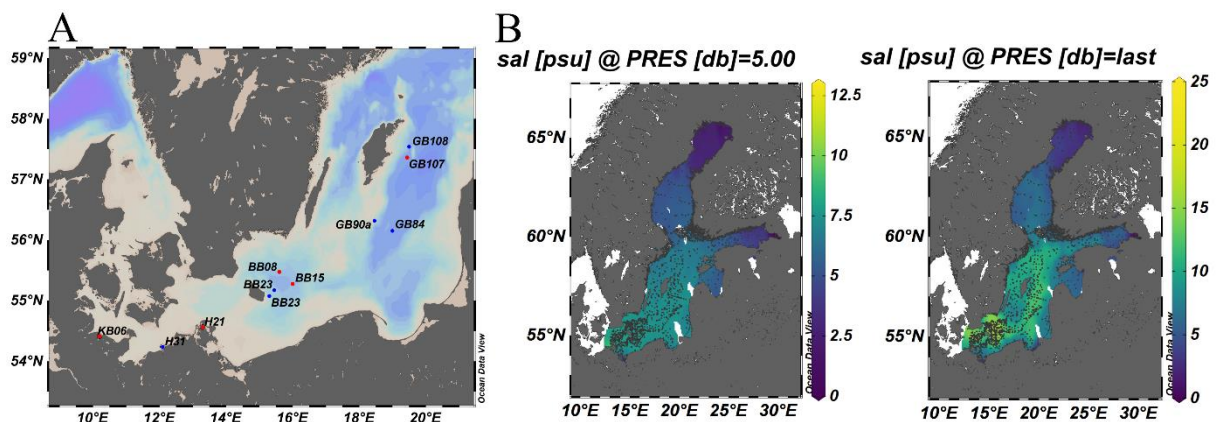 A
59°N
58°N
57°N
56°N
55°N
54°N
10°E 12°E 14°E 16°E 18°E 20°E
GB108
GB107
GB90a
GB84
BB08
BB15
BB23
BB23
KB06
H21
H31
Ocean Data View
B
sal [psu] @ PRES [db]=5.00
65°N
60°N
55°N
10°E 15°E 20°E 25°E 30°E
12.5
10
7.5
5
2.5
0
Ocean Data View
sal [psu] @ PRES [db]=last
65°N
60°N
55°N
10°E 15°E 20°E 25°E 30°E
25
20
15
10
5
0
Ocean Data View